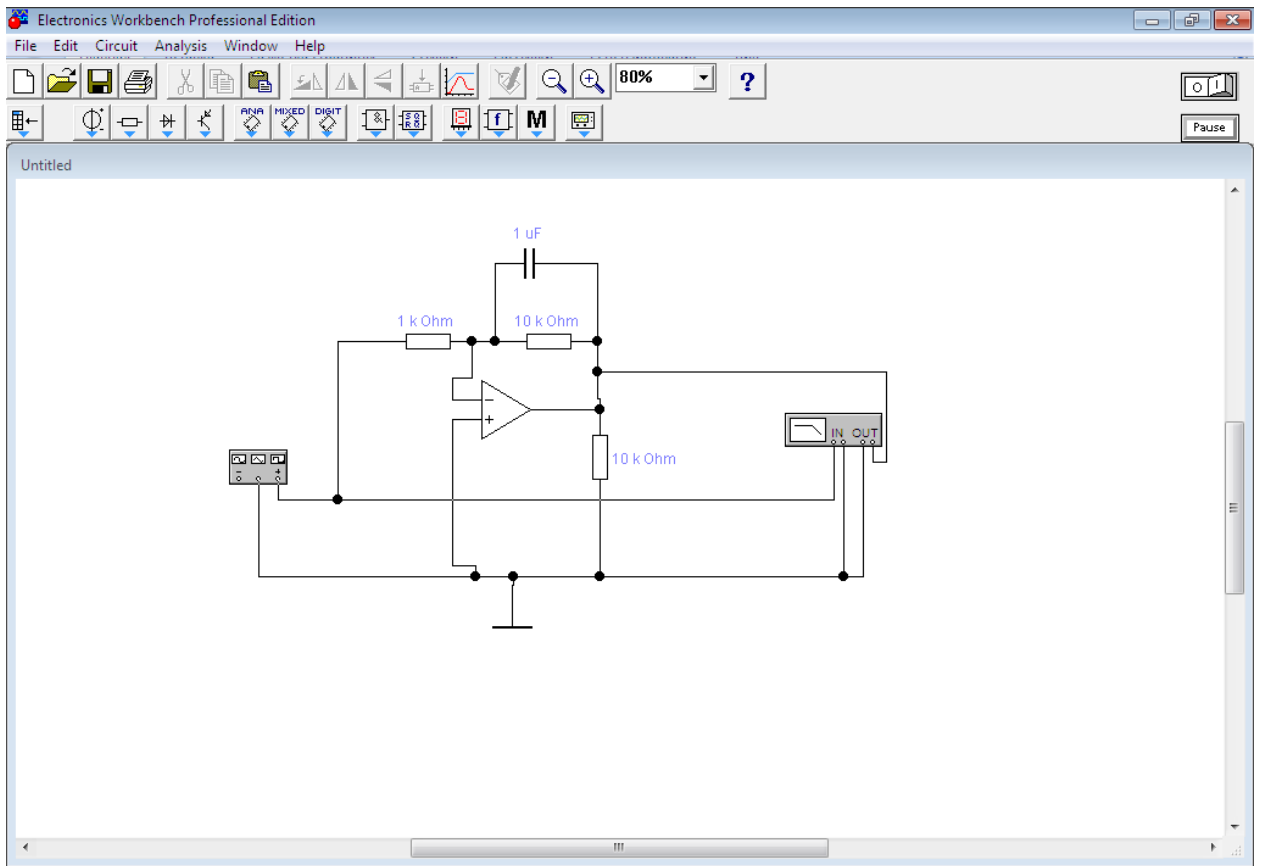 Electronics Workbench Professional Edition
File Edit Circuit Analysis Window Help
80%
?
ANA MIXED DIGIT
&
f
M
Pause
Untitled
1 uF
1 k Ohm 10 k Ohm
IN OUT
10 k Ohm